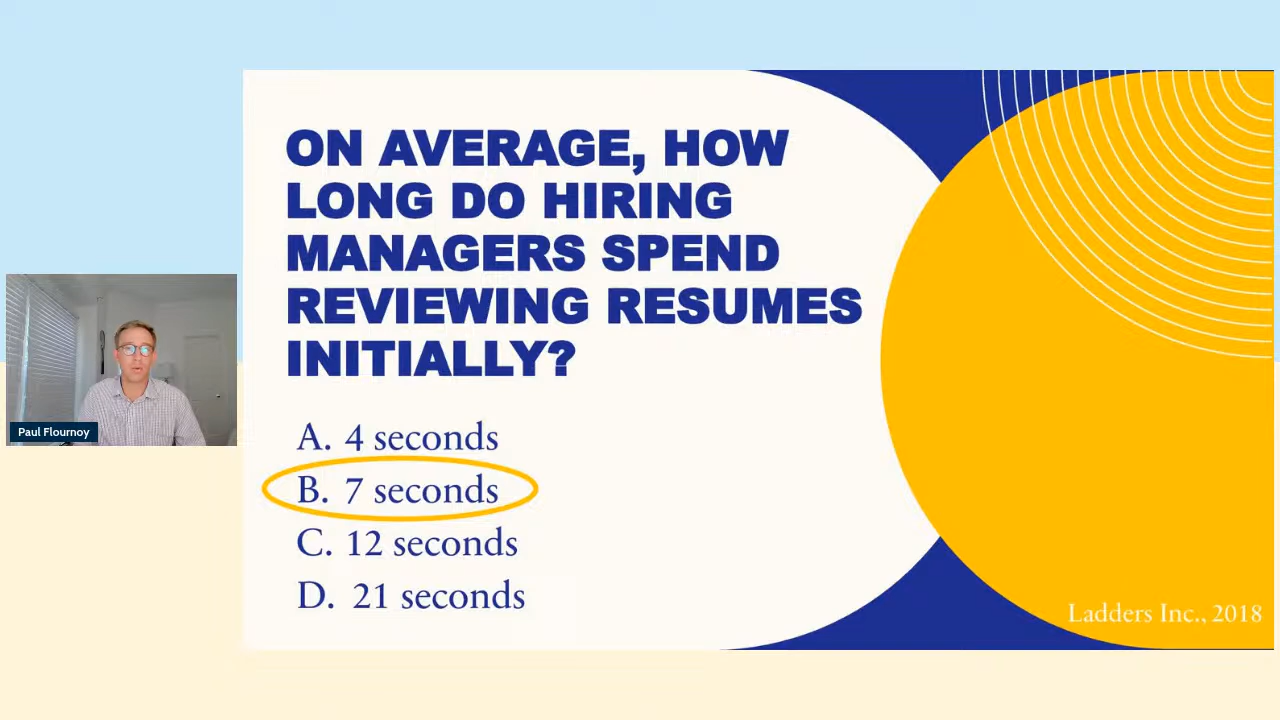 ON AVERAGE, HOW
LONG DO HIRING
MANAGERS SPEND
REVIEWING RESUMES
INITIALLY?
A. 4 seconds
B. 7 seconds
C. 12 seconds
D. 21 seconds
Ladders Inc., 2018
Paul Flournoy